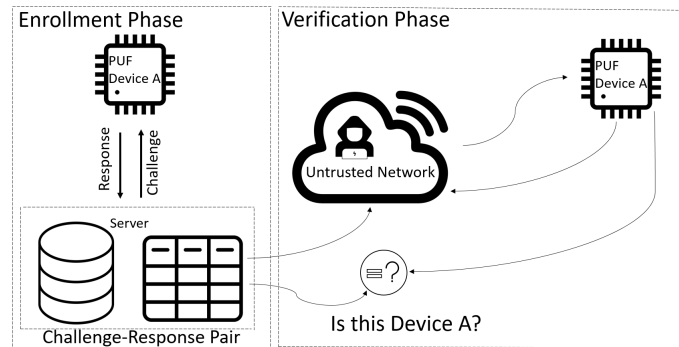 Enrollment Phase
Verification Phase
PUF
Device A
Response
Challenge
Server
Challenge-Response Pair
Untrusted Network
PUF
Device A
=?
Is this Device A?